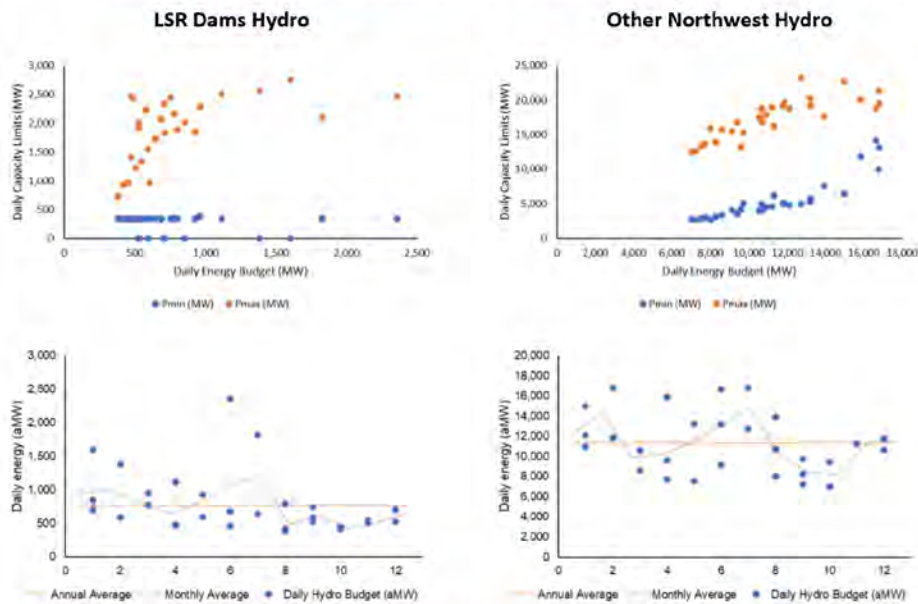 LSR Dams Hydro
Daily Capacity Limits (MW)
3,000
2,500
2,000
1,500
1,000
500
0
500 1,000 1,500 2,000 2,500
Daily Energy Budget (MW)
Pmin (MW) Pmax (MW)
Other Northwest Hydro
Daily Capacity Limits (MW)
25,000
20,000
15,000
10,000
5,000
0
0 2,000 4,000 6,000 8,000 10,000 12,000 14,000 16,000 18,000
Daily Energy Budget (MW)
Pmin (MW) Pmax (MW)
Daily energy (aMW)
3,000
2,500
2,000
1,500
1,000
500
0
0 2 4 6 8 10 12
Annual Average Monthly Average Daily Hydro Budget (aMW)
Daily energy (aMW)
20,000
18,000
16,000
14,000
12,000
10,000
8,000
6,000
4,000
2,000
0
0 2 4 6 8 10 12
Annual Average Monthly Average Daily Hydro Budget (aMW)